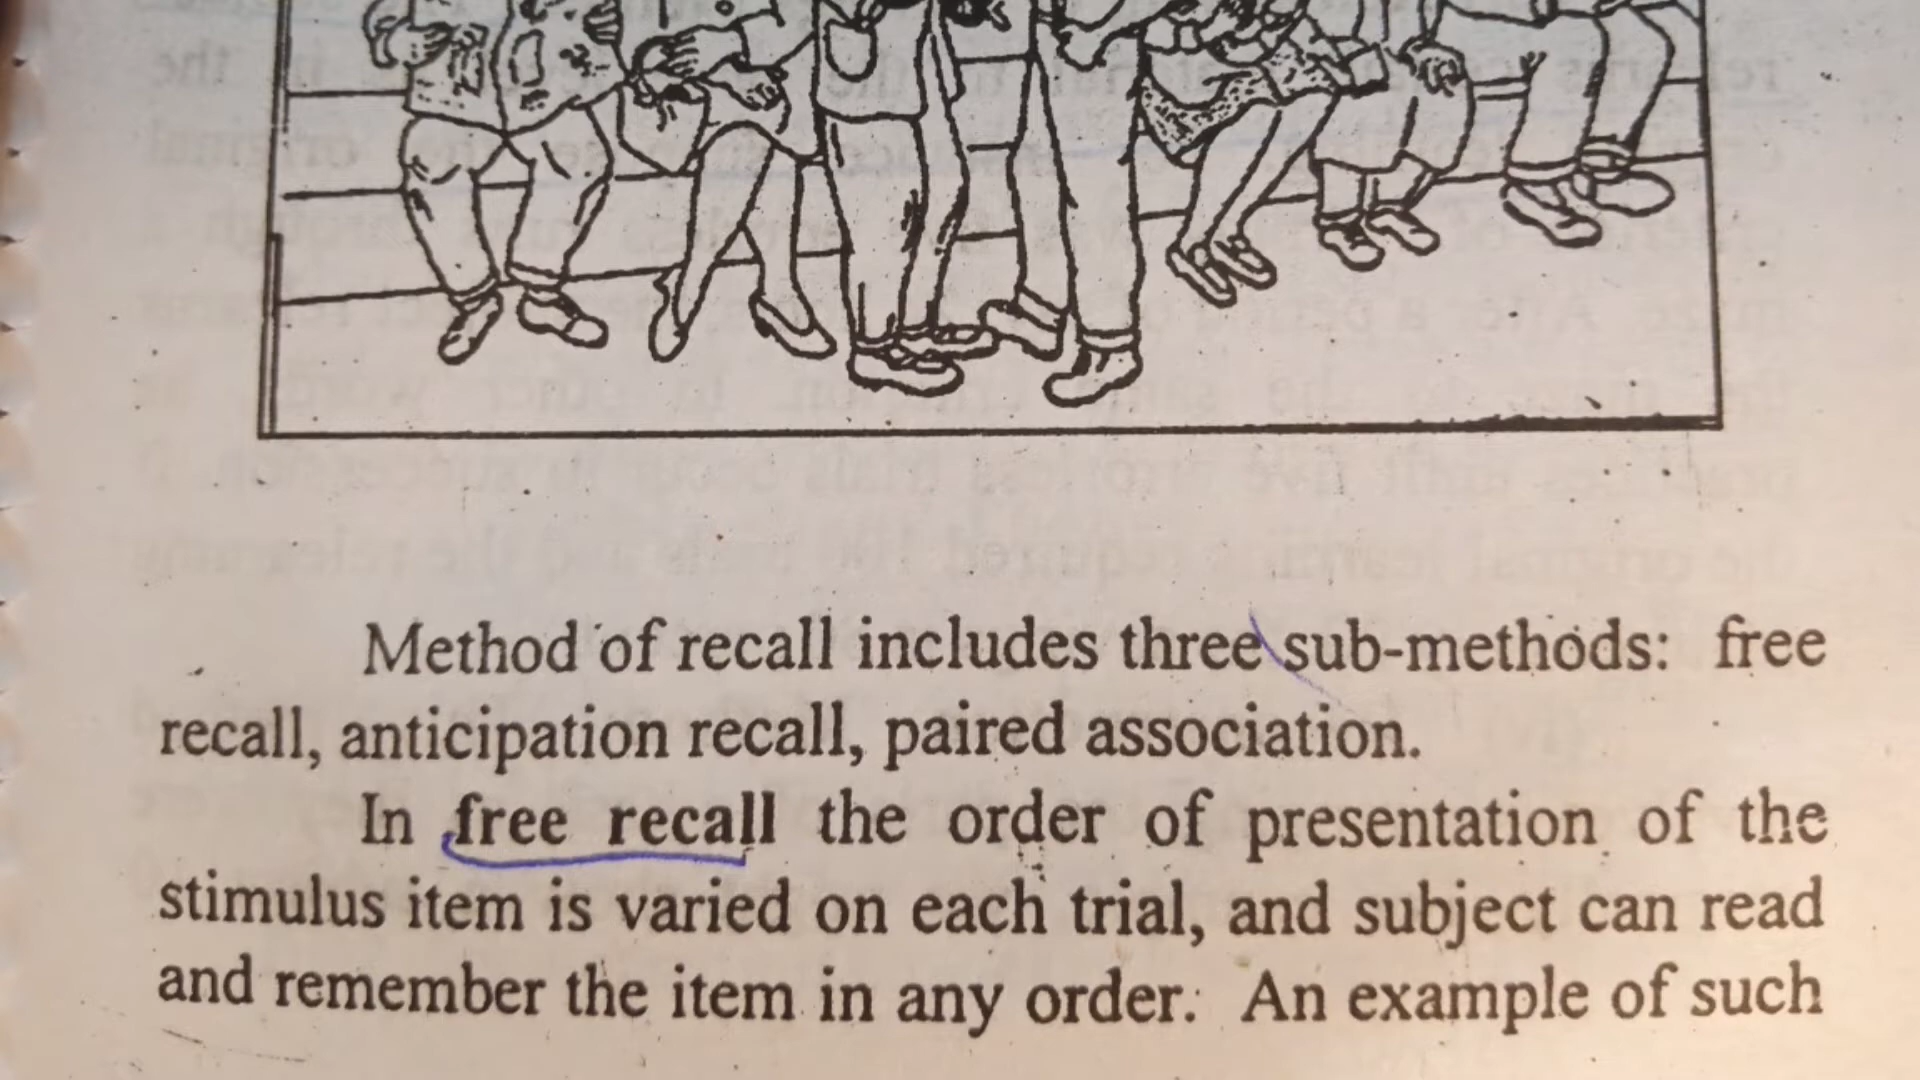 Method of recall includes three sub-methods: free
recall, anticipation recall, paired association.
In free recall the order of presentation of the
stimulus item is varied on each trial, and subject can read
and remember the item in any order. An example of such